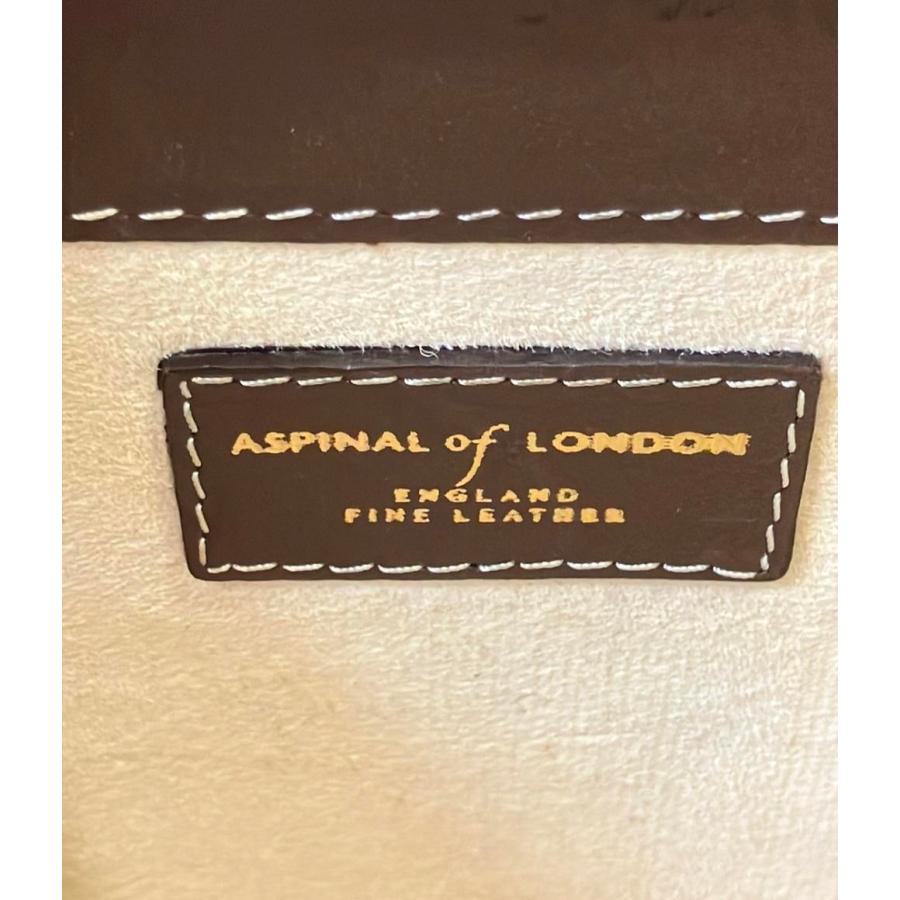 ASPINAL of LONDON
ENGLAND
FINE LEATHER